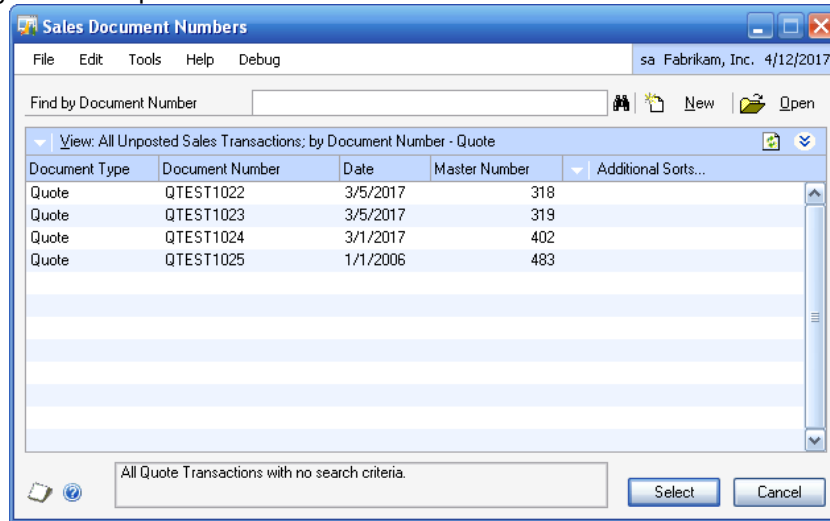 Sales Document Numbers
File Edit Tools Help Debug sa Fabrikam, Inc. 4/12/2017
Find by Document Number New Open
View: All Unposted Sales Transactions; by Document Number - Quote
Document Type Document Number Date Master Number Additional Sorts...
Quote QTEST1022 3/5/2017 318
Quote QTEST1023 3/5/2017 319
Quote QTEST1024 3/1/2017 402
Quote QTEST1025 1/1/2006 483
All Quote Transactions with no search criteria.
Select Cancel